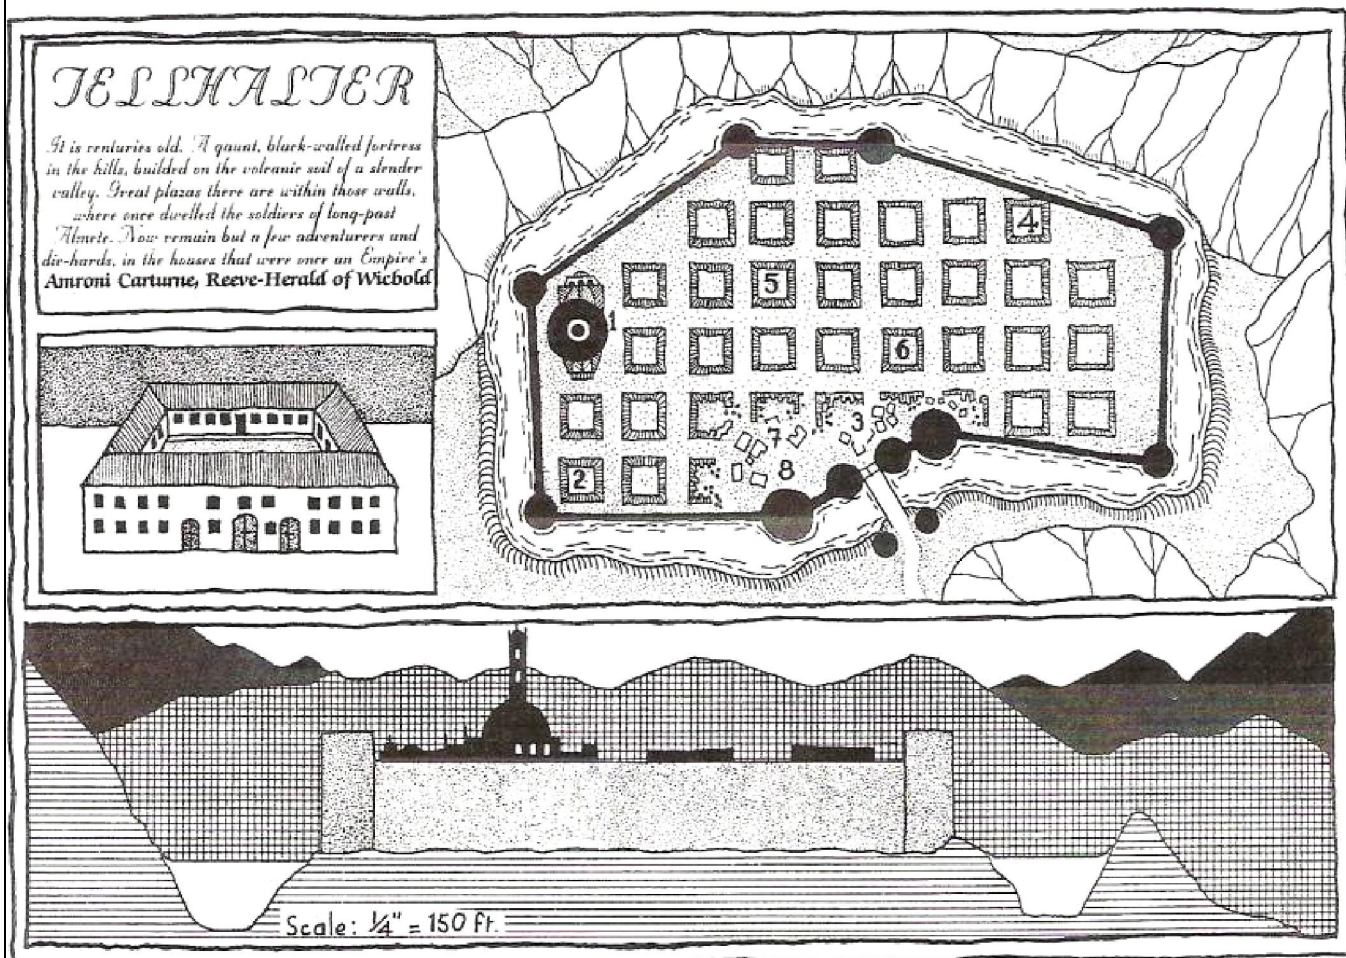 TELLHALTER
It is centuries old. A gaunt, black-walled fortress
in the hills, builded on the volcanic soil of a slender
valley. Great plazas there are within those walls,
where once dwelled the soldiers of long-past
Almete. Now remain but a few adventurers and
die-hards, in the houses that were once an Empire's
Amroni Carturne, Reeve-Herald of Wicbold
4
5
1
6
3
7
8
2
Scale: 1/4" = 150 ft.